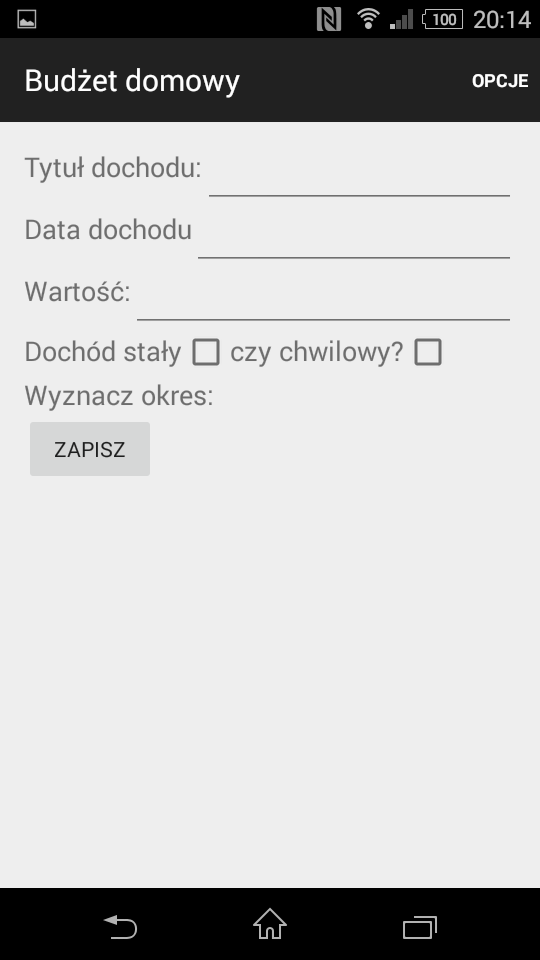 100 20:14
Budżet domowy OPCJE
Tytuł dochodu:
Data dochodu
Wartość:
Dochód stały czy chwilowy?
Wyznacz okres:
ZAPISZ